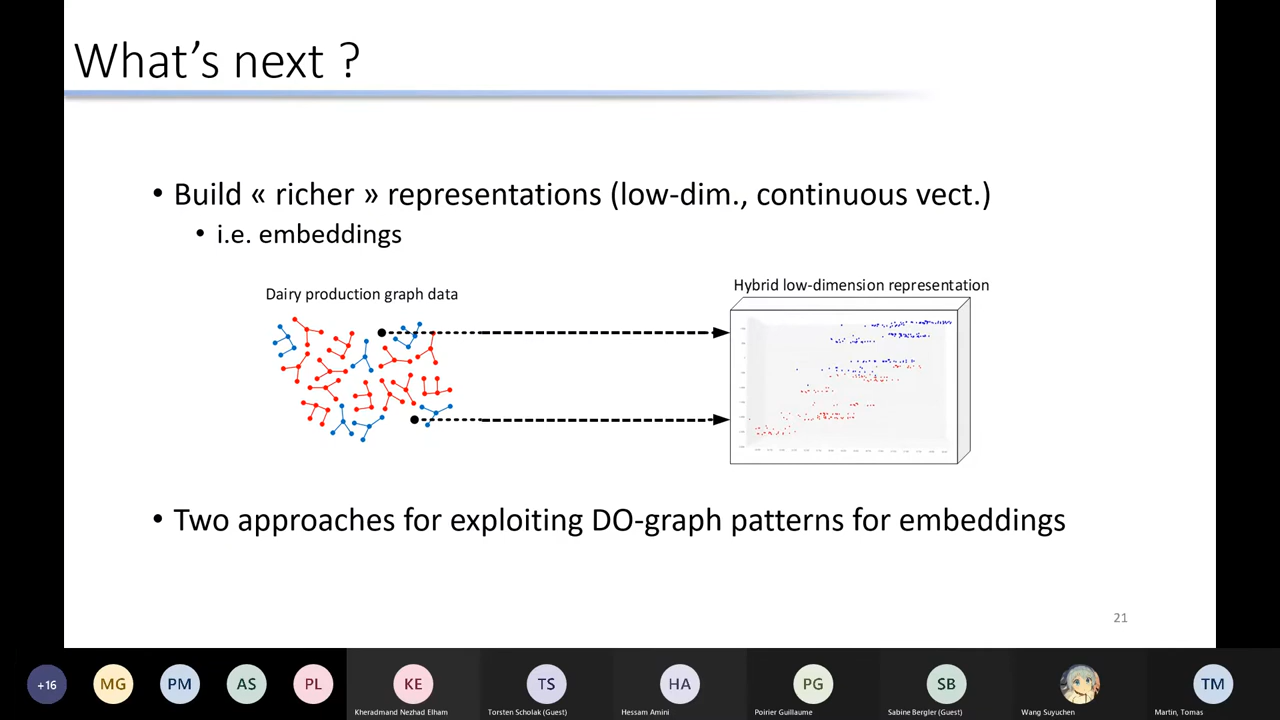 What's next ?
• Build « richer » representations (low-dim., continuous vect.)
• i.e. embeddings
Dairy production graph data
Hybrid low-dimension representation
• Two approaches for exploiting DO-graph patterns for embeddings
21
+16
MG
PM
AS
PL
KE
TS
HA
PG
SB
TM
Kheradmand Nezhad Elham
Torsten Scholak (Guest)
Hessam Amini
Poirier Guillaume
Sabine Bergler (Guest)
Wang Suyuchen
Martin, Tomas